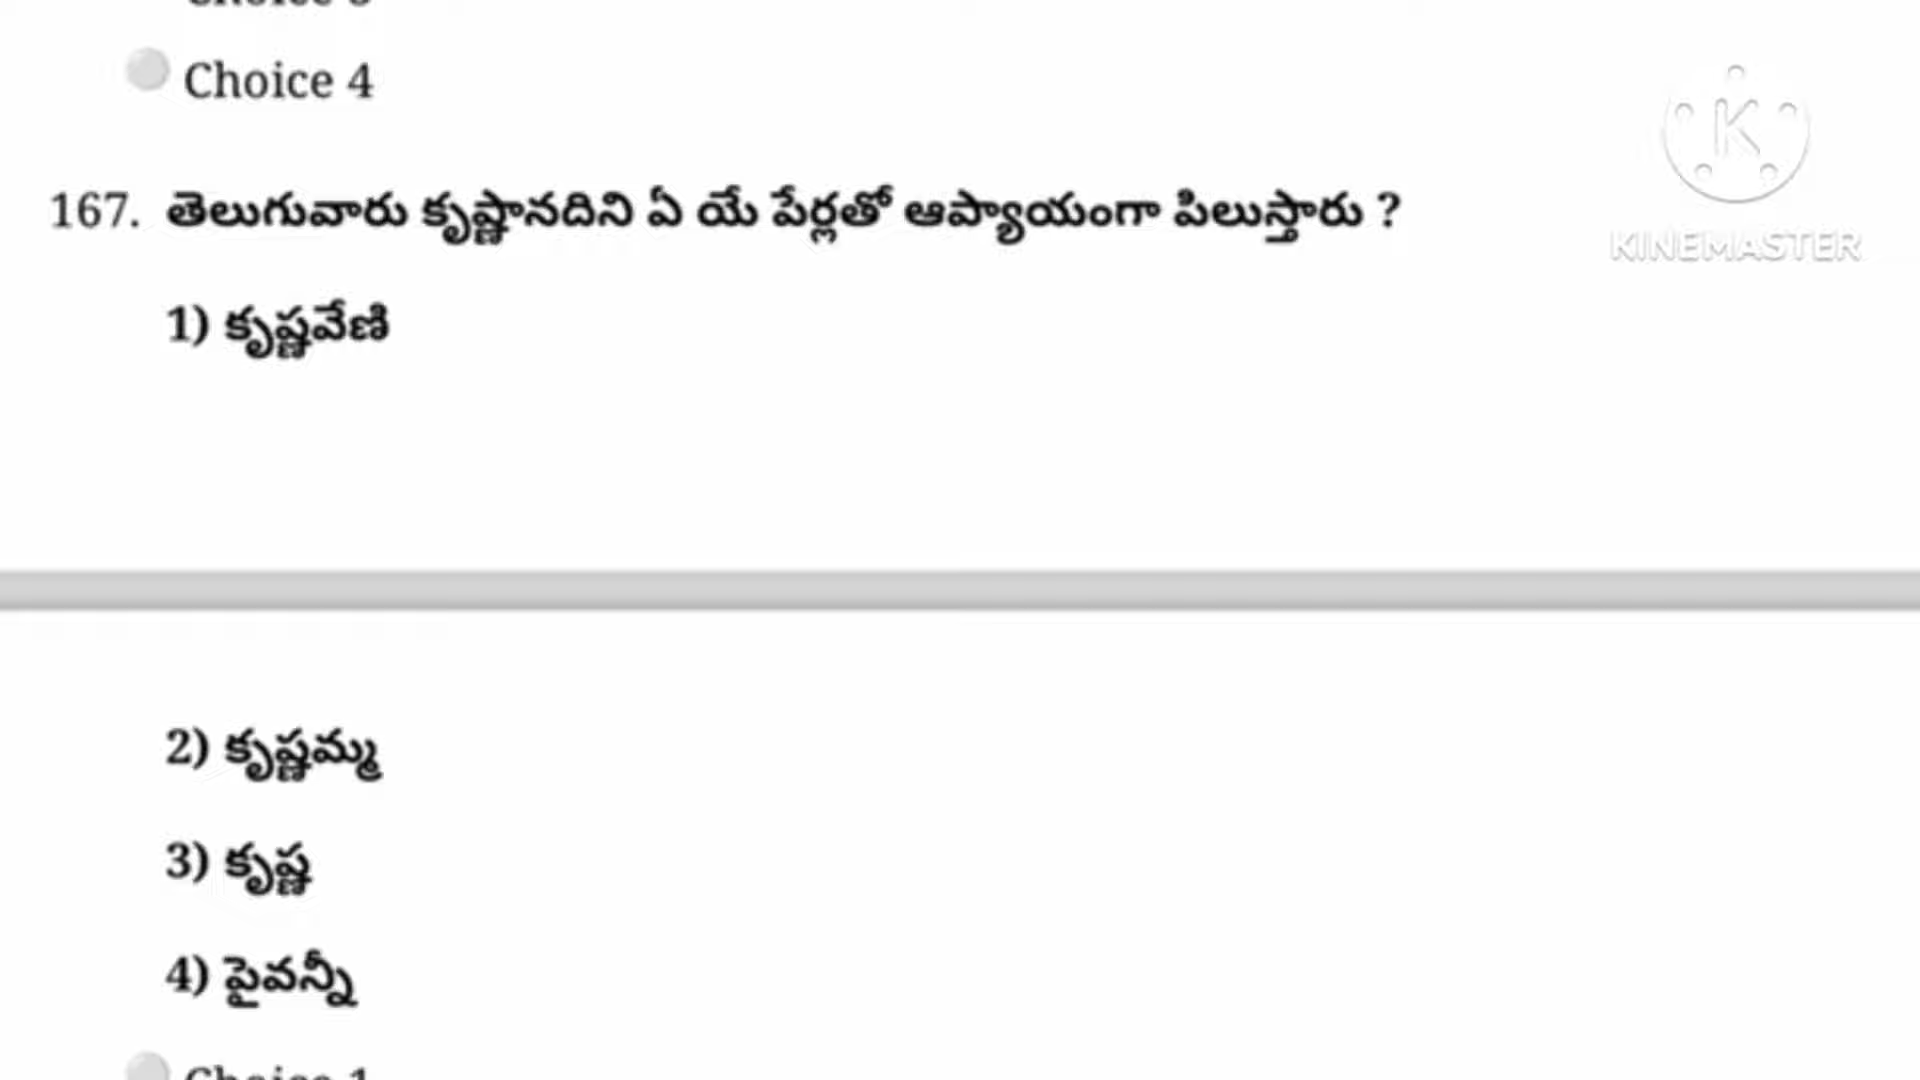 Choice 4
167. తెలుగువారు కృష్ణానదిని ఏ యే పేర్లతో ఆప్యాయంగా పిలుస్తారు ?
KINEMASTER
1) కృష్ణవేణి
2) కృష్ణమ్మ
3) కృష్ణ
4) పైవన్నీ
Choice 1